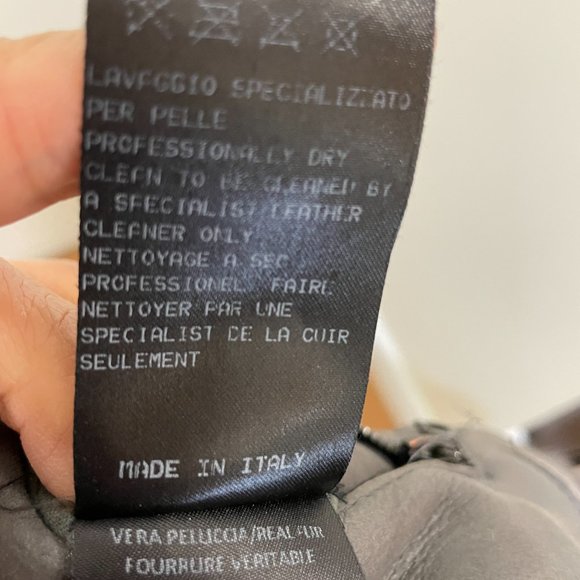 LAVAGGIO SPECIALIZZATO
PER PELLE
PROFESSIONALLY DRY
CLEAN TO BE CLEANED BY
A SPECIALIST LEATHER
CLEANER ONLY
NETTOYAGE A SEC
PROFESSIONEL FAIRE
NETTOYER PAR UNE
SPECIALIST DE LA CUIR
SEULEMENT
MADE IN ITALY
VERA PELLICCIA/REAL FUR
FOURRURE VERITABLE